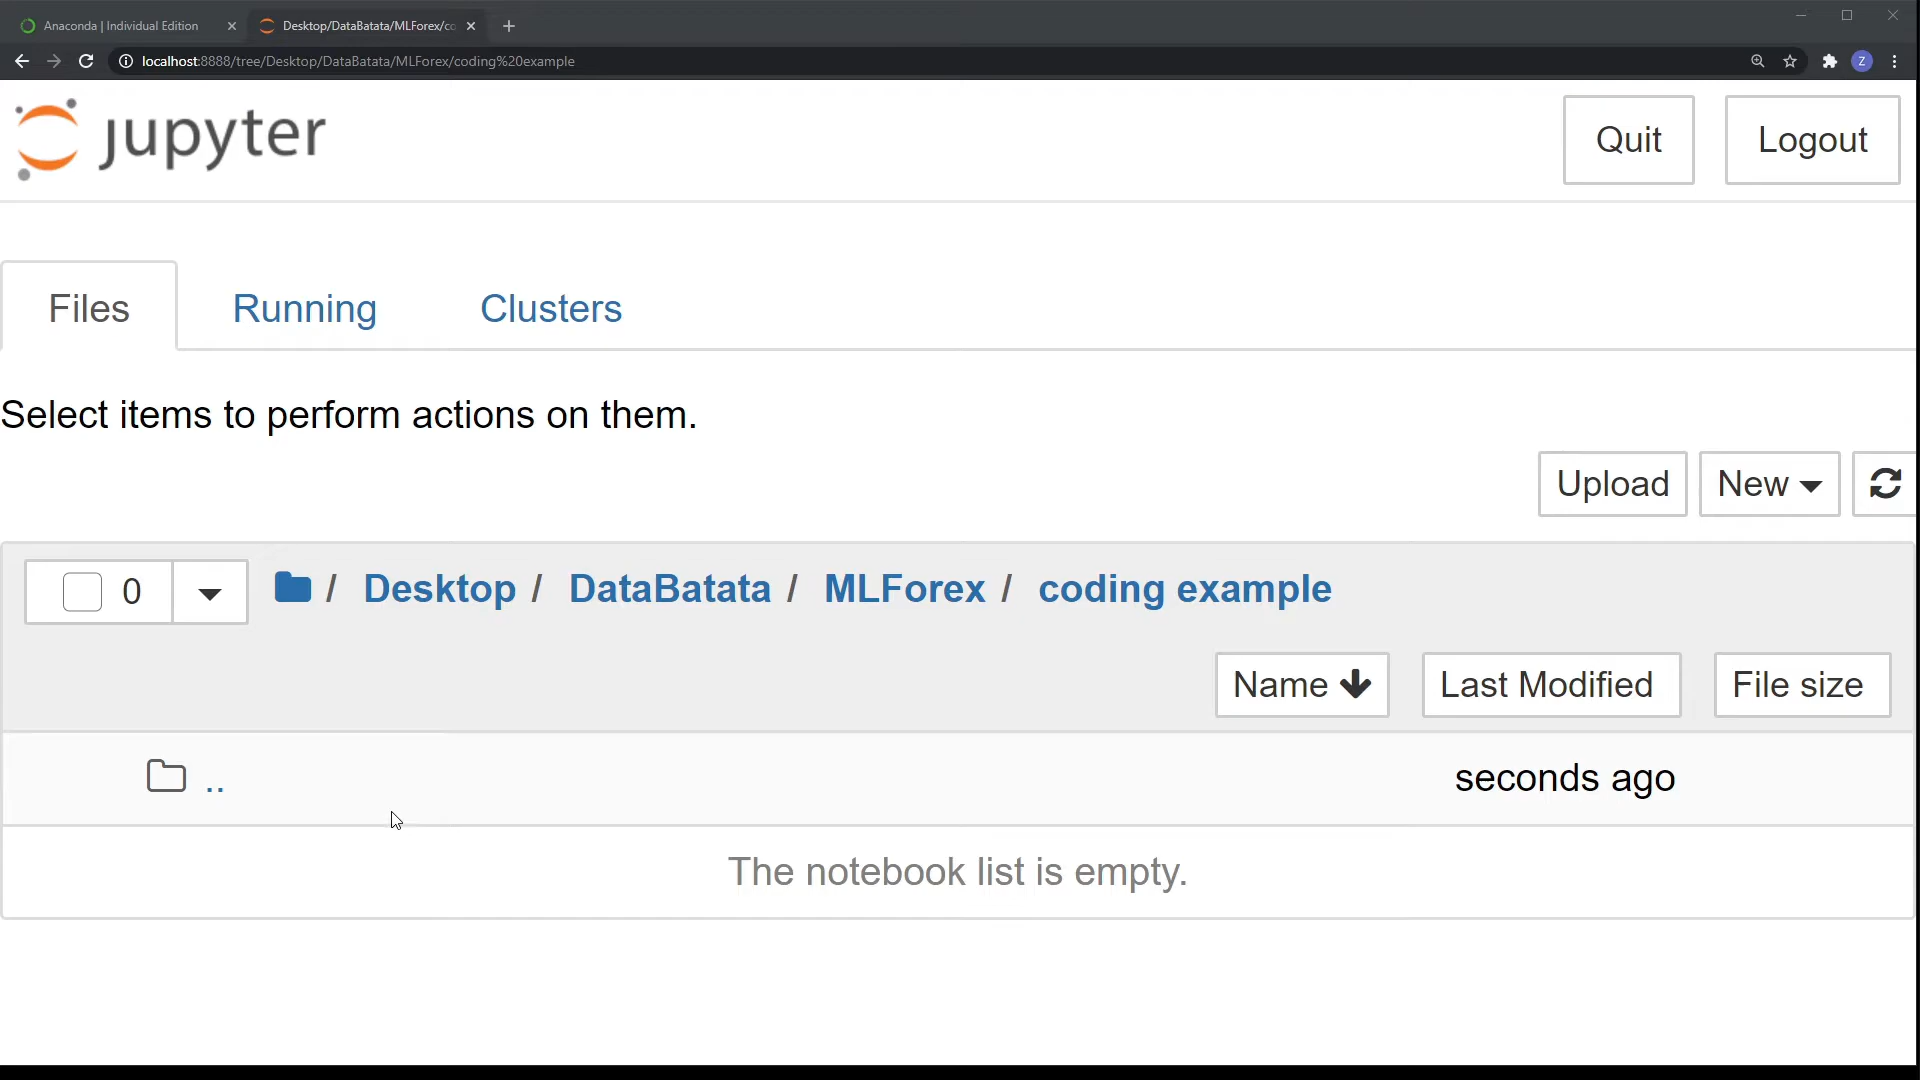 Anaconda | Individual Edition
Desktop/DataBatata/MLForex/co
localhost:8888/tree/Desktop/DataBatata/MLForex/coding%20example
Z
jupyter
Quit
Logout
Files
Running
Clusters
Select items to perform actions on them.
Upload
New
0
/ Desktop / DataBatata / MLForex / coding example
Name
Last Modified
File size
..
seconds ago
The notebook list is empty.